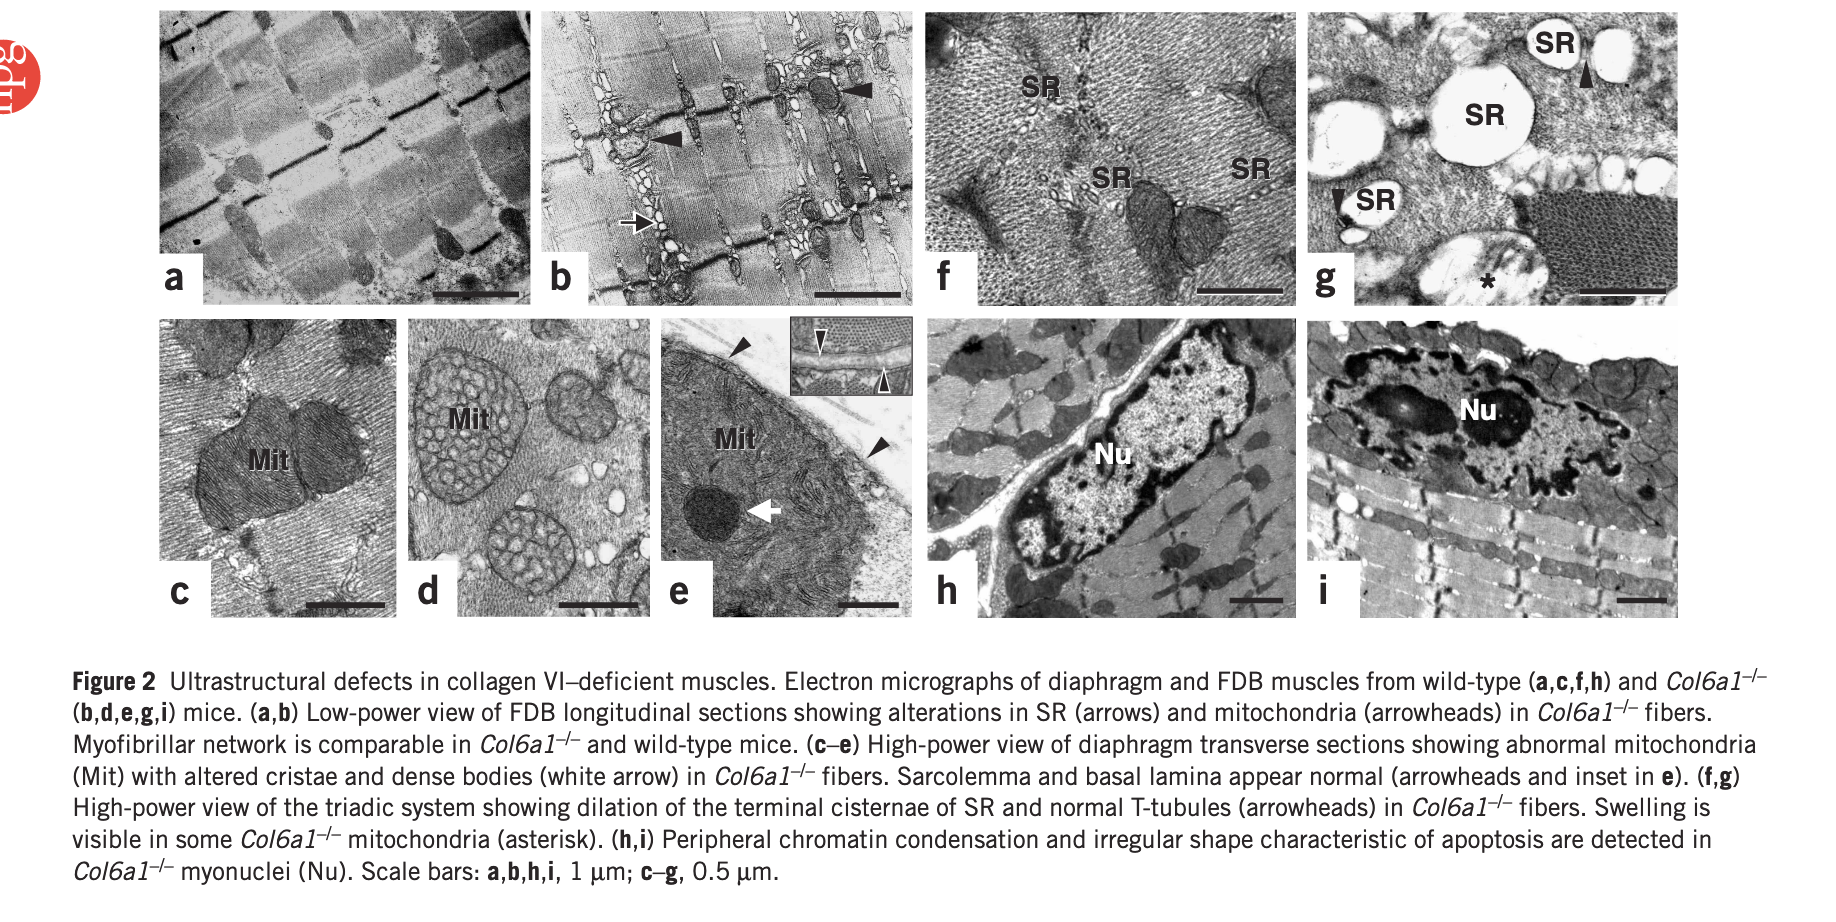 npg
a
b
SR
SR
SR
f
SR
SR
SR
*
g
Mit
c
Mit
d
Mit
e
Nu
h
Nu
i
Figure 2 Ultrastructural defects in collagen VI–deficient muscles. Electron micrographs of diaphragm and FDB muscles from wild-type (a,c,f,h) and Col6a1–/–
(b,d,e,g,i) mice. (a,b) Low-power view of FDB longitudinal sections showing alterations in SR (arrows) and mitochondria (arrowheads) in Col6a1–/– fibers.
Myofibrillar network is comparable in Col6a1–/– and wild-type mice. (c–e) High-power view of diaphragm transverse sections showing abnormal mitochondria
(Mit) with altered cristae and dense bodies (white arrow) in Col6a1–/– fibers. Sarcolemma and basal lamina appear normal (arrowheads and inset in e). (f,g)
High-power view of the triadic system showing dilation of the terminal cisternae of SR and normal T-tubules (arrowheads) in Col6a1–/– fibers. Swelling is
visible in some Col6a1–/– mitochondria (asterisk). (h,i) Peripheral chromatin condensation and irregular shape characteristic of apoptosis are detected in
Col6a1–/– myonuclei (Nu). Scale bars: a,b,h,i, 1 μm; c–g, 0.5 μm.